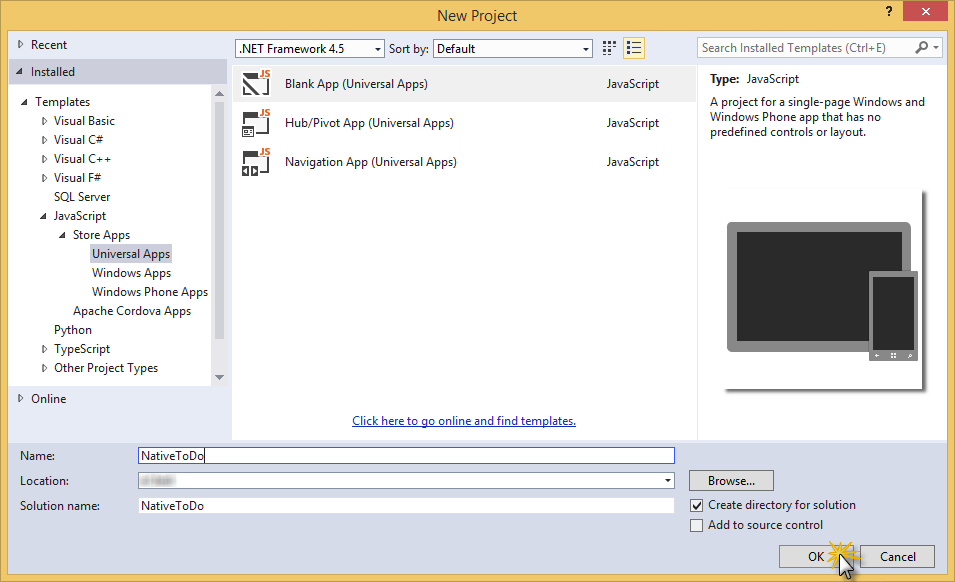 New Project
?
Recent
Installed
Templates
Visual Basic
Visual C#
Visual C++
Visual F#
SQL Server
JavaScript
Store Apps
Universal Apps
Windows Apps
Windows Phone Apps
Apache Cordova Apps
Python
TypeScript
Other Project Types
Online
.NET Framework 4.5 Sort by: Default
JS Blank App (Universal Apps) JavaScript
JS Hub/Pivot App (Universal Apps) JavaScript
JS Navigation App (Universal Apps) JavaScript
Click here to go online and find templates.
Search Installed Templates (Ctrl+E)
Type: JavaScript
A project for a single-page Windows and
Windows Phone app that has no
predefined controls or layout.
Name: NativeToDo
Location:
Browse...
Solution name: NativeToDo
Create directory for solution
Add to source control
OK Cancel